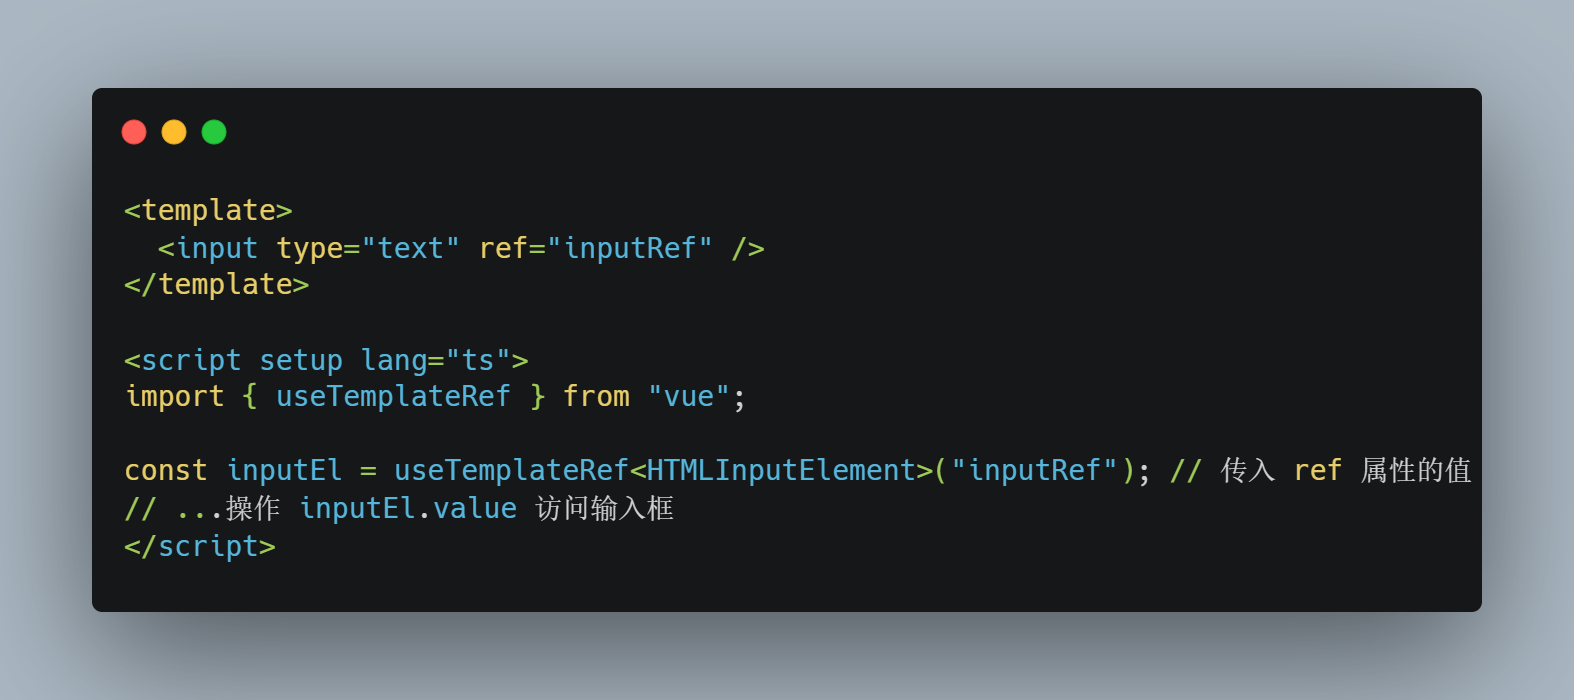 <template>
  <input type="text" ref="inputRef" />
</template>

<script setup lang="ts">
import { useTemplateRef } from "vue";

const inputEl = useTemplateRef<HTMLInputElement>("inputRef"); // 传入 ref 属性的值
// ...操作 inputEl.value 访问输入框
</script>